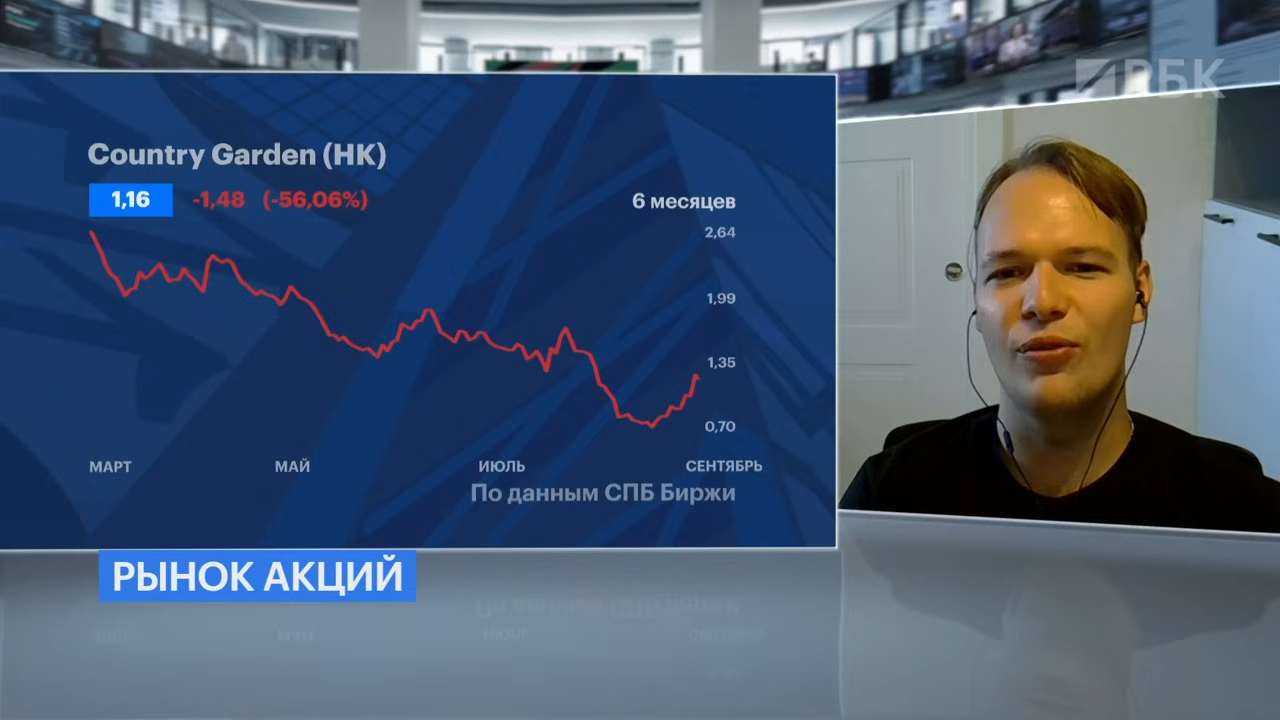 РБК
Country Garden (HK)
1,16 -1,48 (-56,06%)
6 месяцев
2,64
1,99
1,35
0,70
МАРТ МАЙ ИЮЛЬ СЕНТЯБРЬ
По данным СПБ Биржи
РЫНОК АКЦИЙ